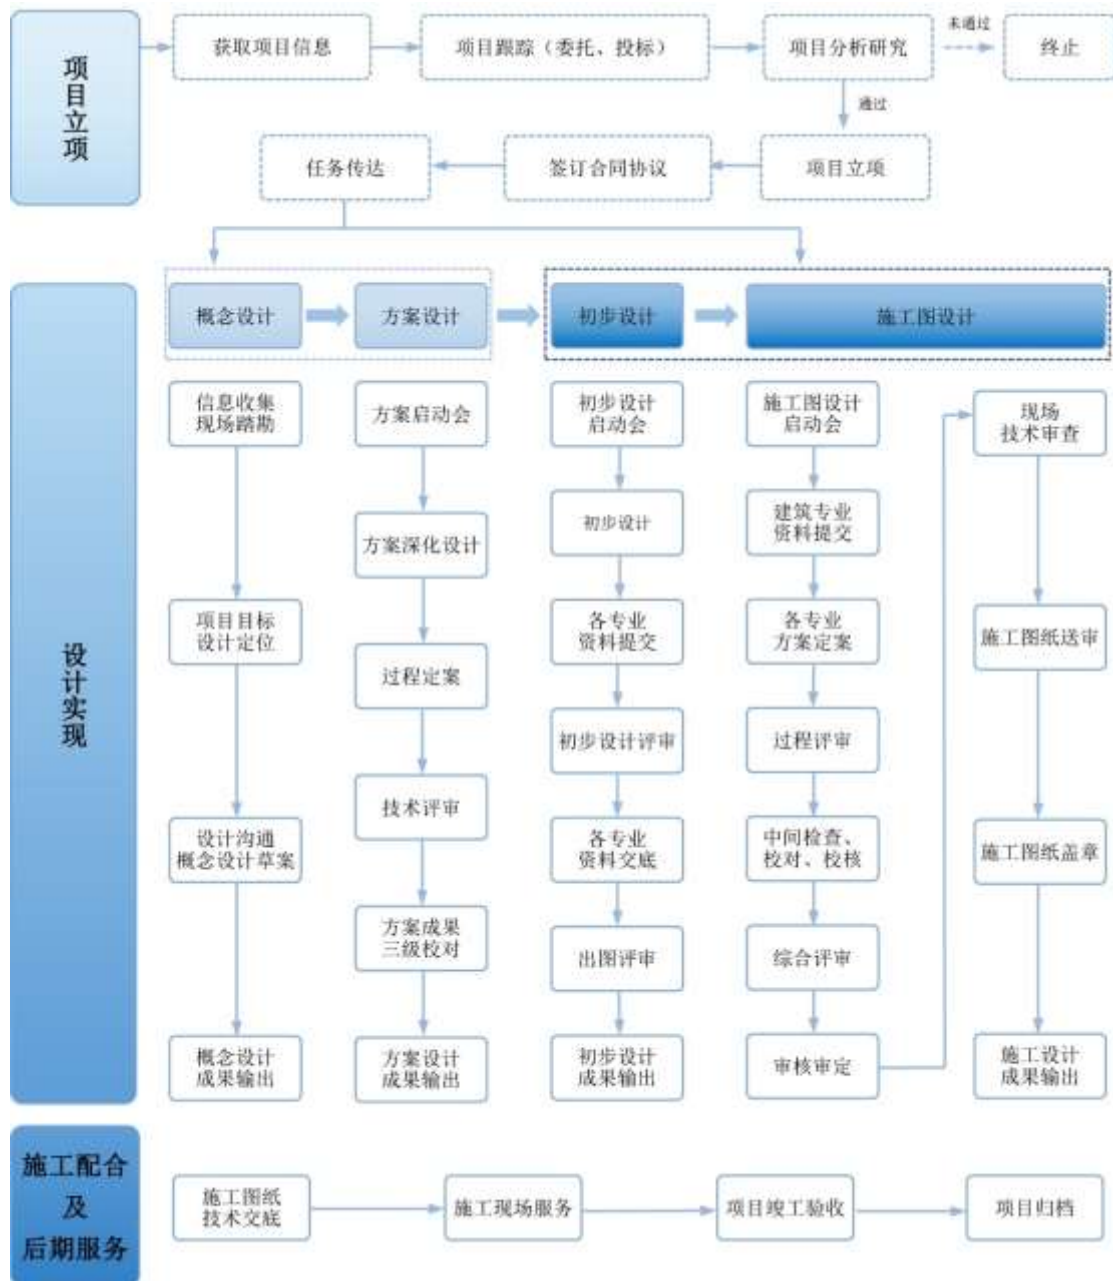 项目立项
获取项目信息
项目跟踪（委托、投标）
项目分析研究
未通过
终止
通过
任务传达
签订合同协议
项目立项
设计实现
概念设计
方案设计
初步设计
施工图设计
信息收集
现场踏勘
项目目标
设计定位
设计沟通
概念设计草案
概念设计
成果输出
方案启动会
方案深化设计
过程定案
技术评审
方案成果
三级校对
方案设计
成果输出
初步设计
启动会
初步设计
各专业
资料提交
初步设计评审
各专业
资料交底
出图评审
初步设计
成果输出
施工图设计
启动会
建筑专业
资料提交
各专业
方案定案
过程评审
中间检查、
校对、校核
综合评审
审核审定
现场
技术审查
施工图纸送审
施工图纸盖章
施工设计
成果输出
施工配合
及
后期服务
施工图纸
技术交底
施工现场服务
项目竣工验收
项目归档